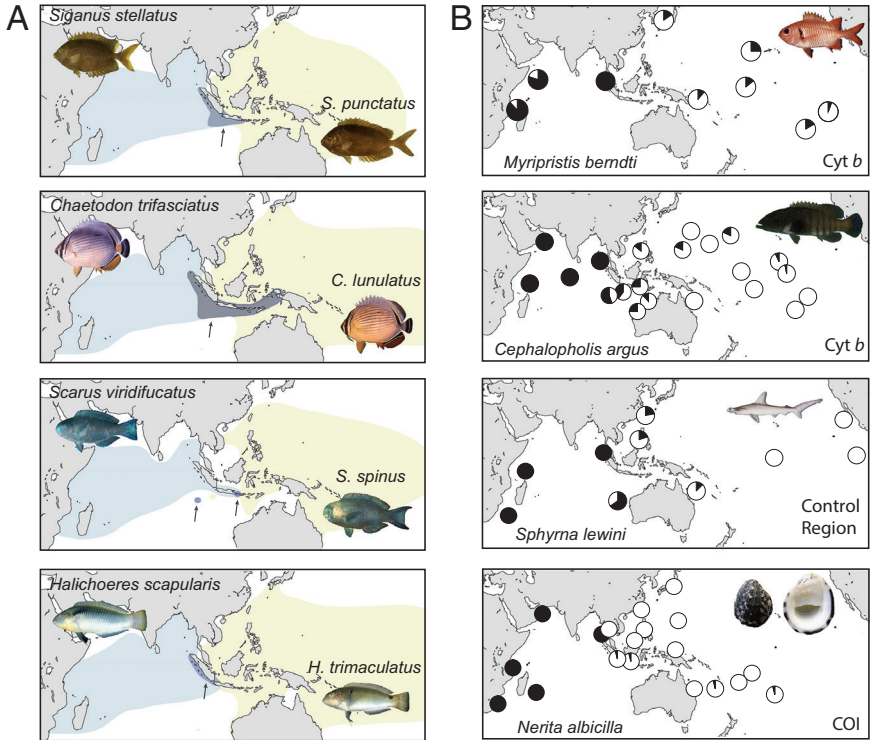 A
Siganus stellatus
S. punctatus
Chaetodon trifasciatus
C. lunulatus
Scarus viridifucatus
S. spinus
Halichoeres scapularis
H. trimaculatus
B
Myripristis berndti
Cyt b
Cephalopholis argus
Cyt b
Sphyrna lewini
Control
Region
Nerita albicilla
COI